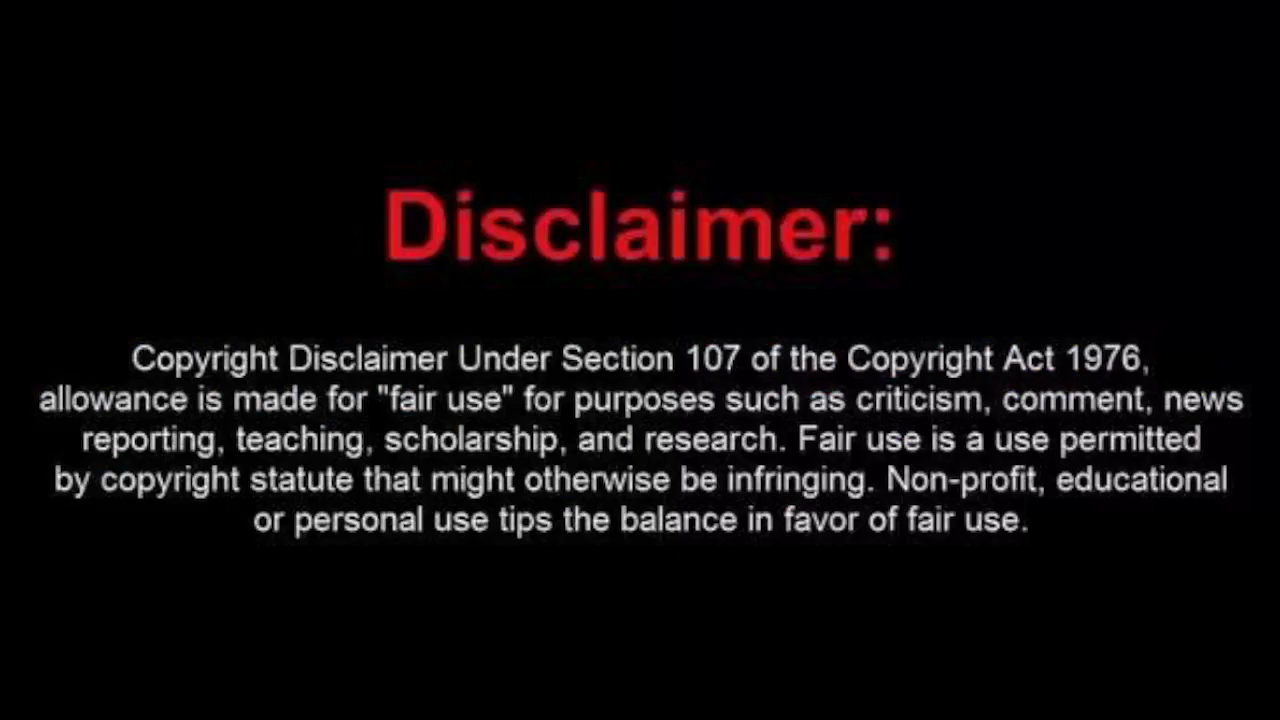 Disclaimer:
Copyright Disclaimer Under Section 107 of the Copyright Act 1976,
allowance is made for "fair use" for purposes such as criticism, comment, news
reporting, teaching, scholarship, and research. Fair use is a use permitted
by copyright statute that might otherwise be infringing. Non-profit, educational
or personal use tips the balance in favor of fair use.